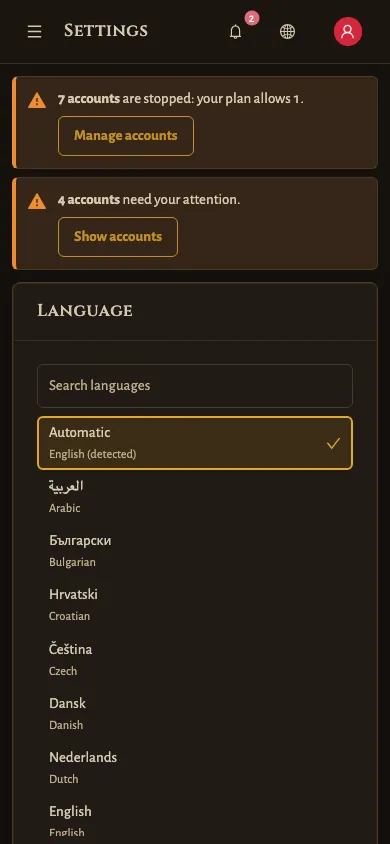 Settings
2
7 accounts are stopped: your plan allows 1.
Manage accounts
4 accounts need your attention.
Show accounts
Language
Search languages
Automatic
English (detected)
العربية
Arabic
Български
Bulgarian
Hrvatski
Croatian
Čeština
Czech
Dansk
Danish
Nederlands
Dutch
English
English